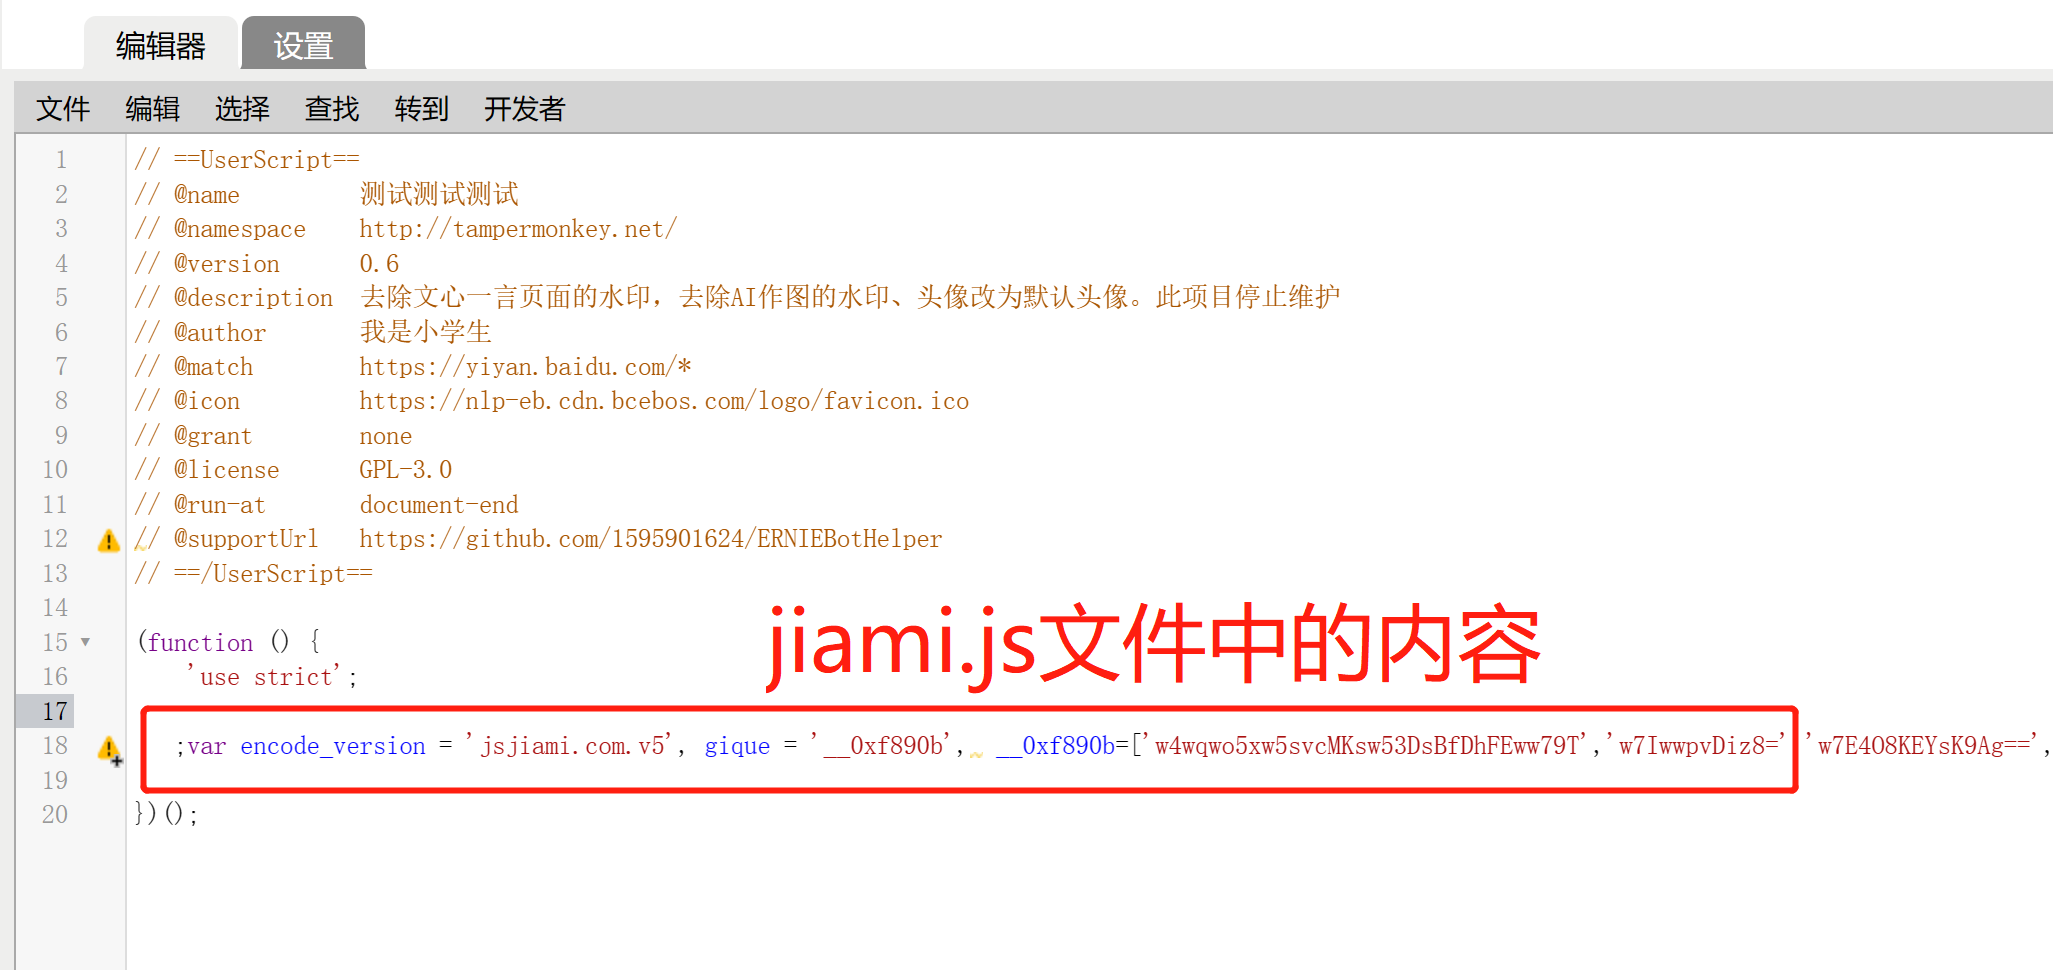 编辑器 设置
文件 编辑 选择 查找 转到 开发者
1 // ==UserScript==
2 // @name 测试测试测试
3 // @namespace http://tampermonkey.net/
4 // @version 0.6
5 // @description 去除文心一言页面的水印，去除AI作图的水印、头像改为默认头像。此项目停止维护
6 // @author 我是小学生
7 // @match https://yiyan.baidu.com/*
8 // @icon https://nlp-eb.cdn.bcebos.com/logo/favicon.ico
9 // @grant none
10 // @license GPL-3.0
11 // @run-at document-end
12 // @supportUrl https://github.com/1595901624/ERNIEBotHelper
13 // ==/UserScript==
14
15 (function () {
16 'use strict';
jiami.js文件中的内容
17
18 ;var encode_version = 'jsjiami.com.v5', gique = '__0xf890b', __0xf890b=['w4wqwo5xw5svcMKsw53DsBfDhFEww79T','w7IwwpvDiz8=' 'w7E4O8KEYsK9Ag==',
19
20 })();